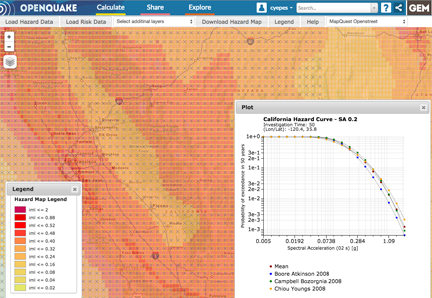 OPENQUAKE
Calculate Share Explore
cyepes Search... ? GEM
Load Hazard Data Load Risk Data Select additinal layers Download Hazard Map Legend Help MapQuest Openstreet
+
-
Plot
California Hazard Curve - SA 0.2
Investigation Time: 50
(Lon/Lat): -120.4, 35.8
Probability of exceedance in 50 years
1e+0
3e-1
2e-1
1e-1
3e-2
2e-2
1e-2
3e-3
2e-3
1e-3
0.005 0.0192 0.0738 0.284 1.09
Spectral Acceleration (02 s) [g]
Mean
Boore Atkinson 2008
Campbell Bozorgnia 2008
Chiou Youngs 2008
Legend
Hazard Map Legend
iml <= 2
iml <= 0.88
iml <= 0.52
iml <= 0.48
iml <= 0.40
iml <= 0.32
iml <= 0.24
iml <= 0.16
iml <= 0.08
iml <= 0.04
iml <= 0.02